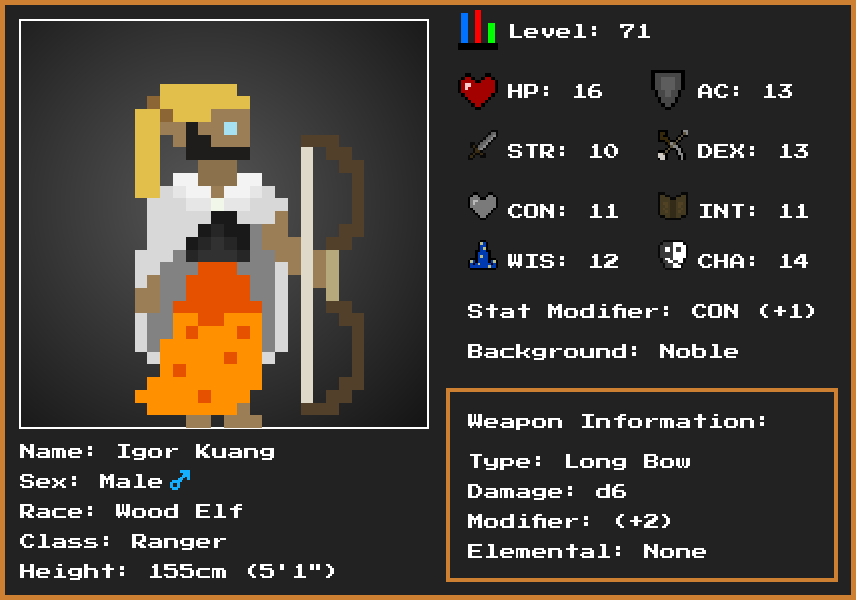 Level: 71
HP: 16 AC: 13
STR: 10 DEX: 13
CON: 11 INT: 11
WIS: 12 CHA: 14
Stat Modifier: CON (+1)
Background: Noble
Weapon Information:
Type: Long Bow
Damage: d6
Modifier: (+2)
Elemental: None
Name: Igor Kuang
Sex: Male ♂
Race: Wood Elf
Class: Ranger
Height: 155cm (5'1")